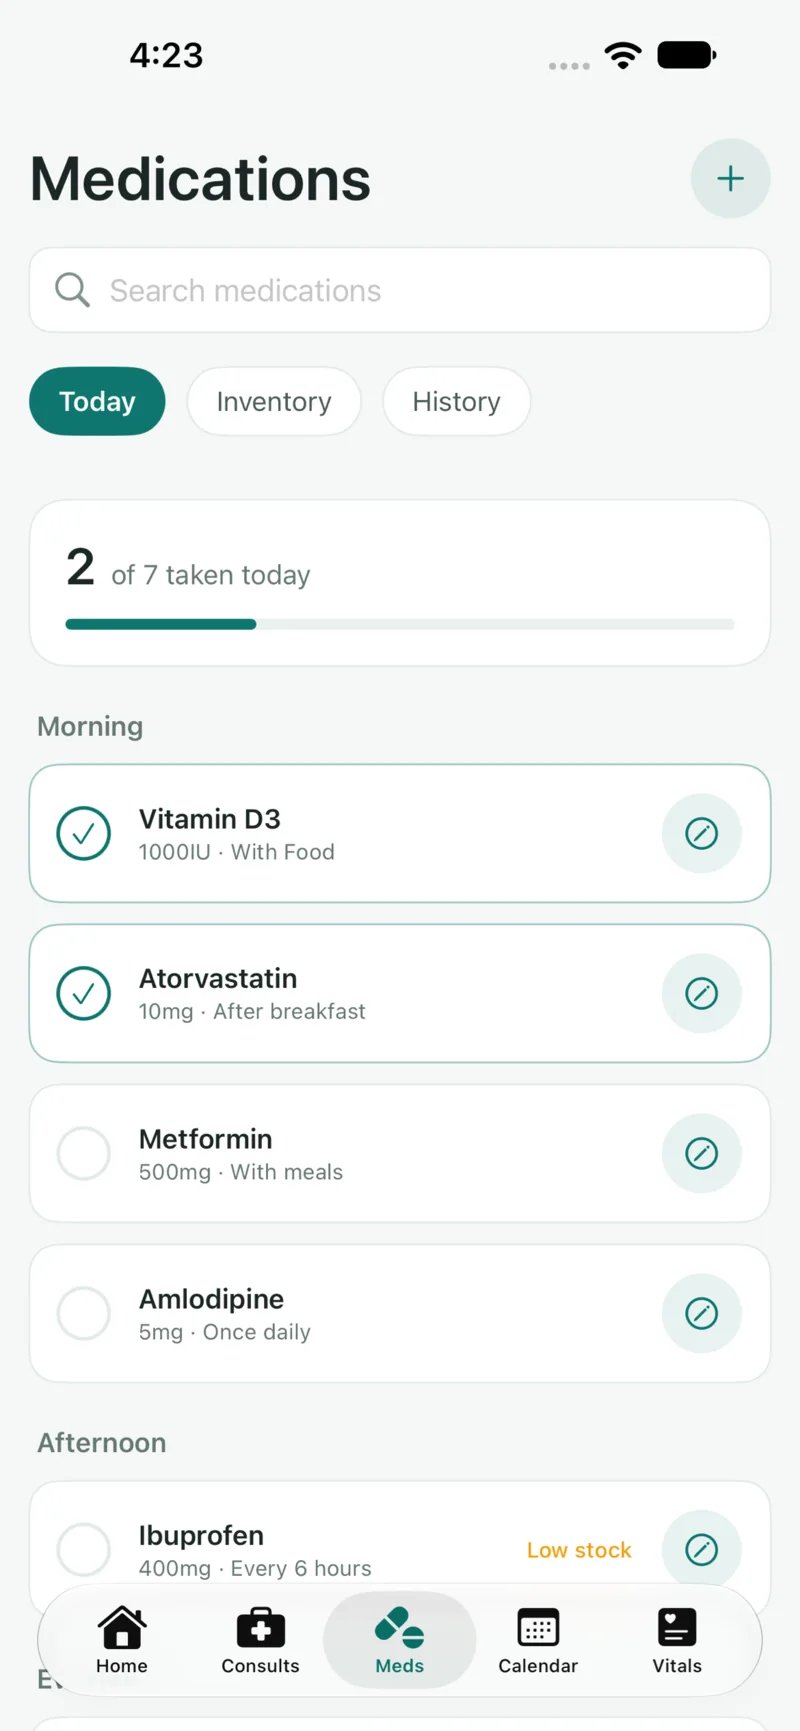 4:23
Medications
Search medications
Today
Inventory
History
2 of 7 taken today
Morning
Vitamin D3
1000IU · With Food
Atorvastatin
10mg · After breakfast
Metformin
500mg · With meals
Amlodipine
5mg · Once daily
Afternoon
Ibuprofen
400mg · Every 6 hours
Low stock
Home
Consults
Meds
Calendar
Vitals